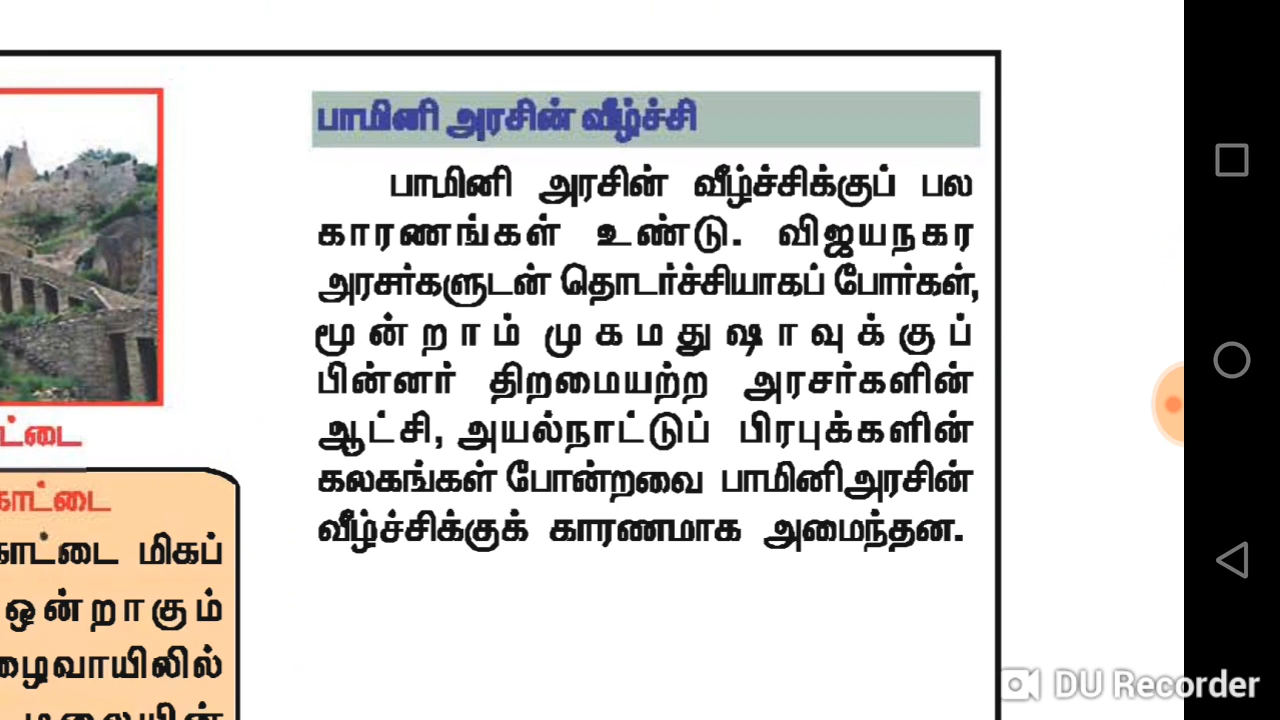 பாமினி அரசின் வீழ்ச்சி
பாமினி அரசின் வீழ்ச்சிக்குப் பல
காரணங்கள் உண்டு. விஜயநகர
அரசர்களுடன் தொடர்ச்சியாகப் போர்கள்,
மூன்றாம் முகமதுஷாவுக்குப்
பின்னர் திறமையற்ற அரசர்களின்
ஆட்சி, அயல்நாட்டுப் பிரபுக்களின்
கலகங்கள் போன்றவை பாமினி அரசின்
வீழ்ச்சிக்குக் காரணமாக அமைந்தன.
மிகப்
ஒன்றாகும்
DU Recorder